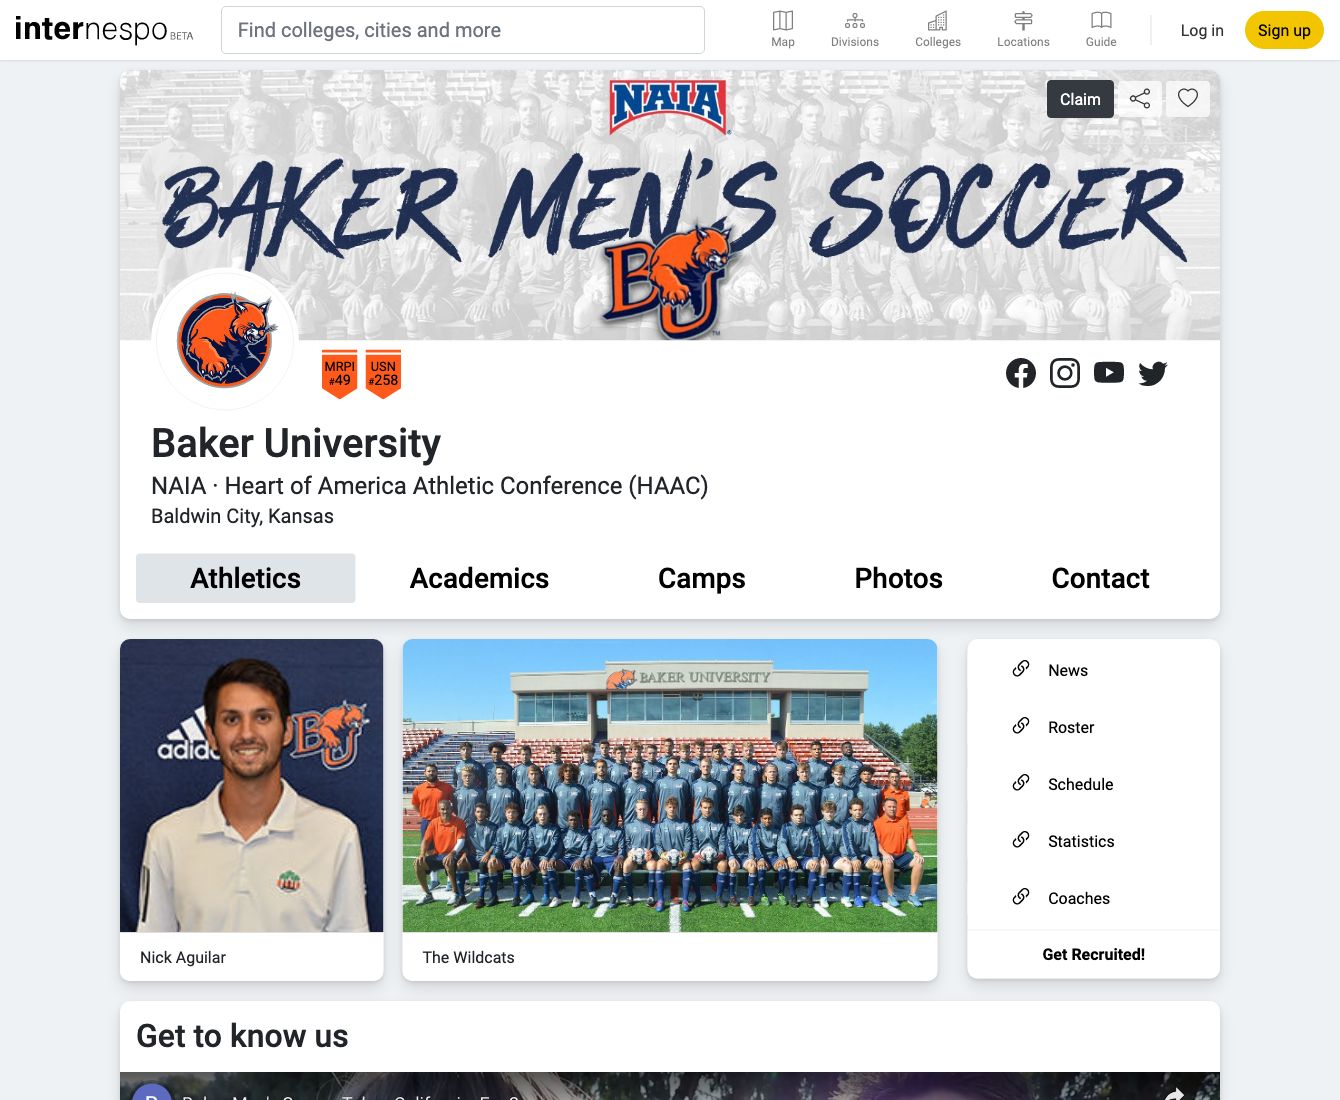 internespo BETA
Find colleges, cities and more
Map
Divisions
Colleges
Locations
Guide
Log in
Sign up
NAIA
Claim
BAKER MEN'S SOCCER
BU
MRPI
#49
USN
#258
Baker University
NAIA · Heart of America Athletic Conference (HAAC)
Baldwin City, Kansas
Athletics
Academics
Camps
Photos
Contact
adidas
BU
BAKER UNIVERSITY
News
Roster
Schedule
Statistics
Coaches
Get Recruited!
Nick Aguilar
The Wildcats
Get to know us